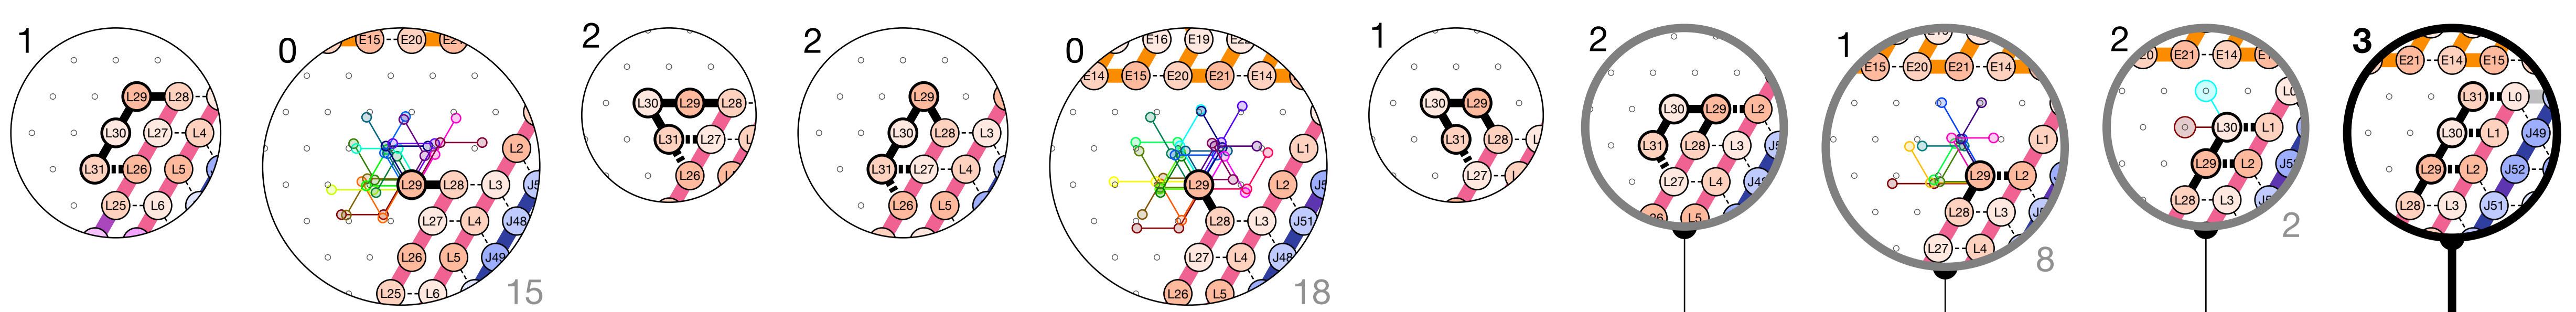 1
L29 L28
L30 L27 L4
L31 L26 L5
L25 L6
0
E15 E20
L2
L29 L28 L3
L27 L4 J48
L26 L5 J49
L25 L6
15
2
L30 L29 L28
L31 L27
L26
2
L29
L30 L28 L3
L31 L27 L4
L26 L5
0
E16 E19
E14 E15 E20 E21 E14
L1
L29 L2
L28 L3 J51
L27 L4 J48
L26 L5
18
1
L30 L29
L31 L28
L27
2
L30 L29 L2
L31 L28 L3
L27 L4
L5
1
E15 E20 E21 E14
L1
L29 L2
L28 L3
L27 L4
8
2
E21 E14
L30 L1
L29 L2
L28 L3
2
3
E21 E14 E15
L31 L0
L30 L1 J49
L29 L2 J52
L28 L3 J51